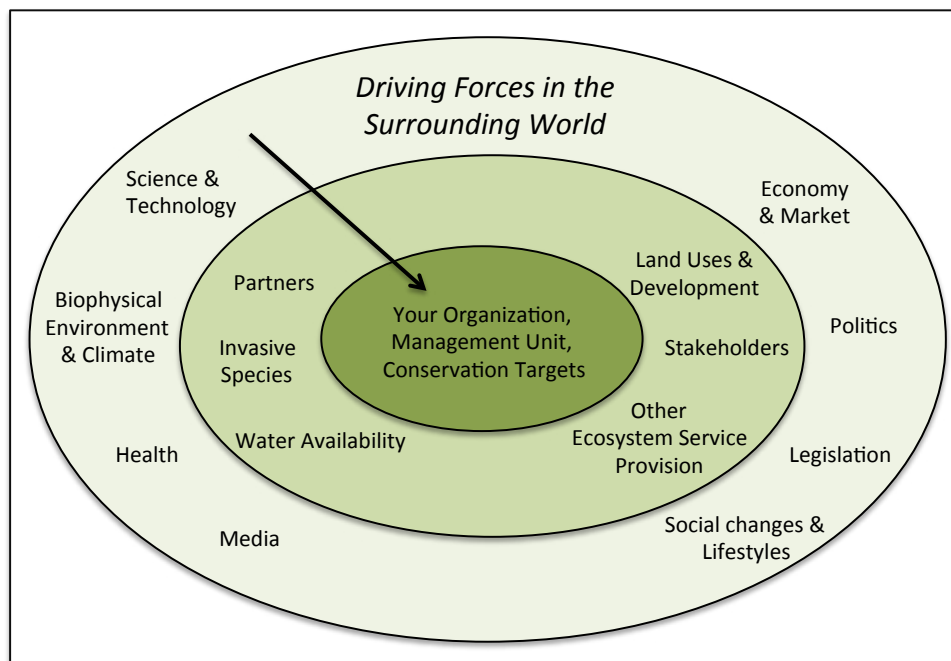 Driving Forces in the
Surrounding World
Science &
Technology
Economy
& Market
Partners
Land Uses &
Development
Biophysical
Environment
& Climate
Your Organization,
Management Unit,
Conservation Targets
Politics
Invasive
Species
Stakeholders
Water Availability
Other
Ecosystem Service
Provision
Health
Legislation
Media
Social changes &
Lifestyles